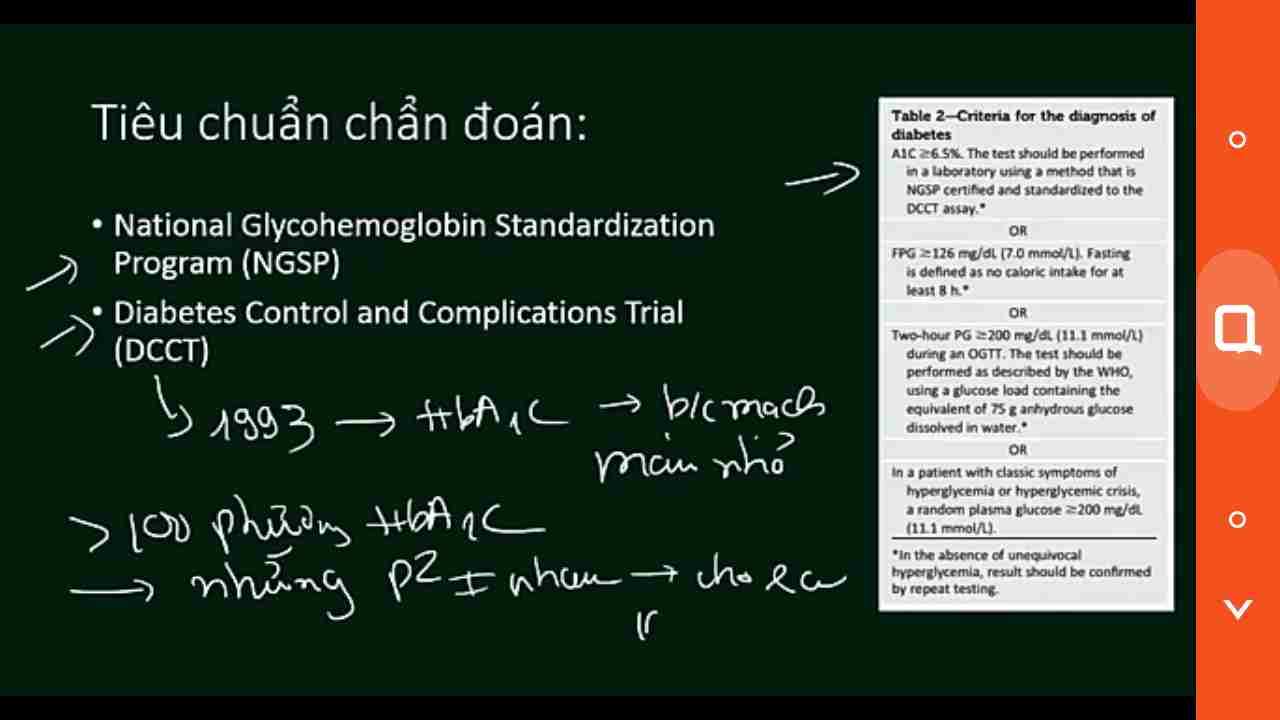 Tiêu chuẩn chẩn đoán:
• National Glycohemoglobin Standardization
Program (NGSP)
• Diabetes Control and Complications Trial
(DCCT)
1993 → HbA1C → b/c mạch
máu nhỏ
> 100 phương HbA1C
→ những p2 ≠ nhau → cho ra
Table 2—Criteria for the diagnosis of
diabetes
A1C ≥6.5%. The test should be performed
in a laboratory using a method that is
NGSP certified and standardized to the
DCCT assay.*
OR
FPG ≥126 mg/dL (7.0 mmol/L). Fasting
is defined as no caloric intake for at
least 8 h.*
OR
Two-hour PG ≥200 mg/dL (11.1 mmol/L)
during an OGTT. The test should be
performed as described by the WHO,
using a glucose load containing the
equivalent of 75 g anhydrous glucose
dissolved in water.*
OR
In a patient with classic symptoms of
hyperglycemia or hyperglycemic crisis,
a random plasma glucose ≥200 mg/dL
(11.1 mmol/L).
*In the absence of unequivocal
hyperglycemia, result should be confirmed
by repeat testing.